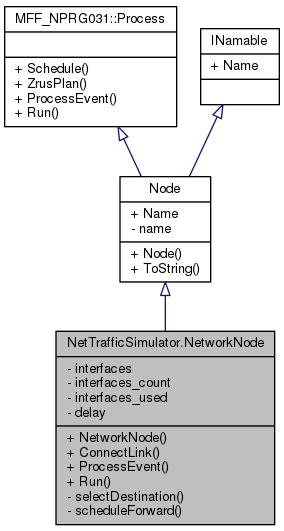 MFF_NPRG031::Process
+ Schedule()
+ ZrusPlan()
+ ProcessEvent()
+ Run()
INamable
+ Name
Node
+ Name
- name
+ Node()
+ ToString()
NetTrafficSimulator.NetworkNode
- interfaces
- interfaces_count
- interfaces_used
- delay
+ NetworkNode()
+ ConnectLink()
+ ProcessEvent()
+ Run()
- selectDestination()
- scheduleForward()